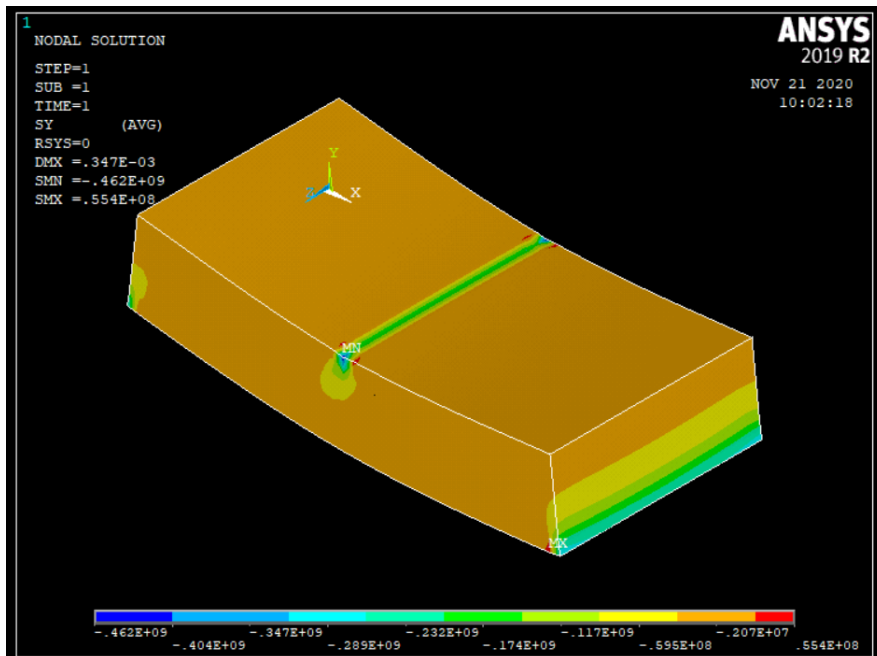 1
NODAL SOLUTION
STEP=1
SUB =1
TIME=1
SY (AVG)
RSYS=0
DMX =.347E-03
SMN =-.462E+09
SMX =.554E+08
ANSYS
2019 R2
NOV 21 2020
10:02:18
Y
Z X
MN
MX
-.462E+09 -.347E+09 -.232E+09 -.117E+09 -.207E+07
-.404E+09 -.289E+09 -.174E+09 -.595E+08 .554E+08